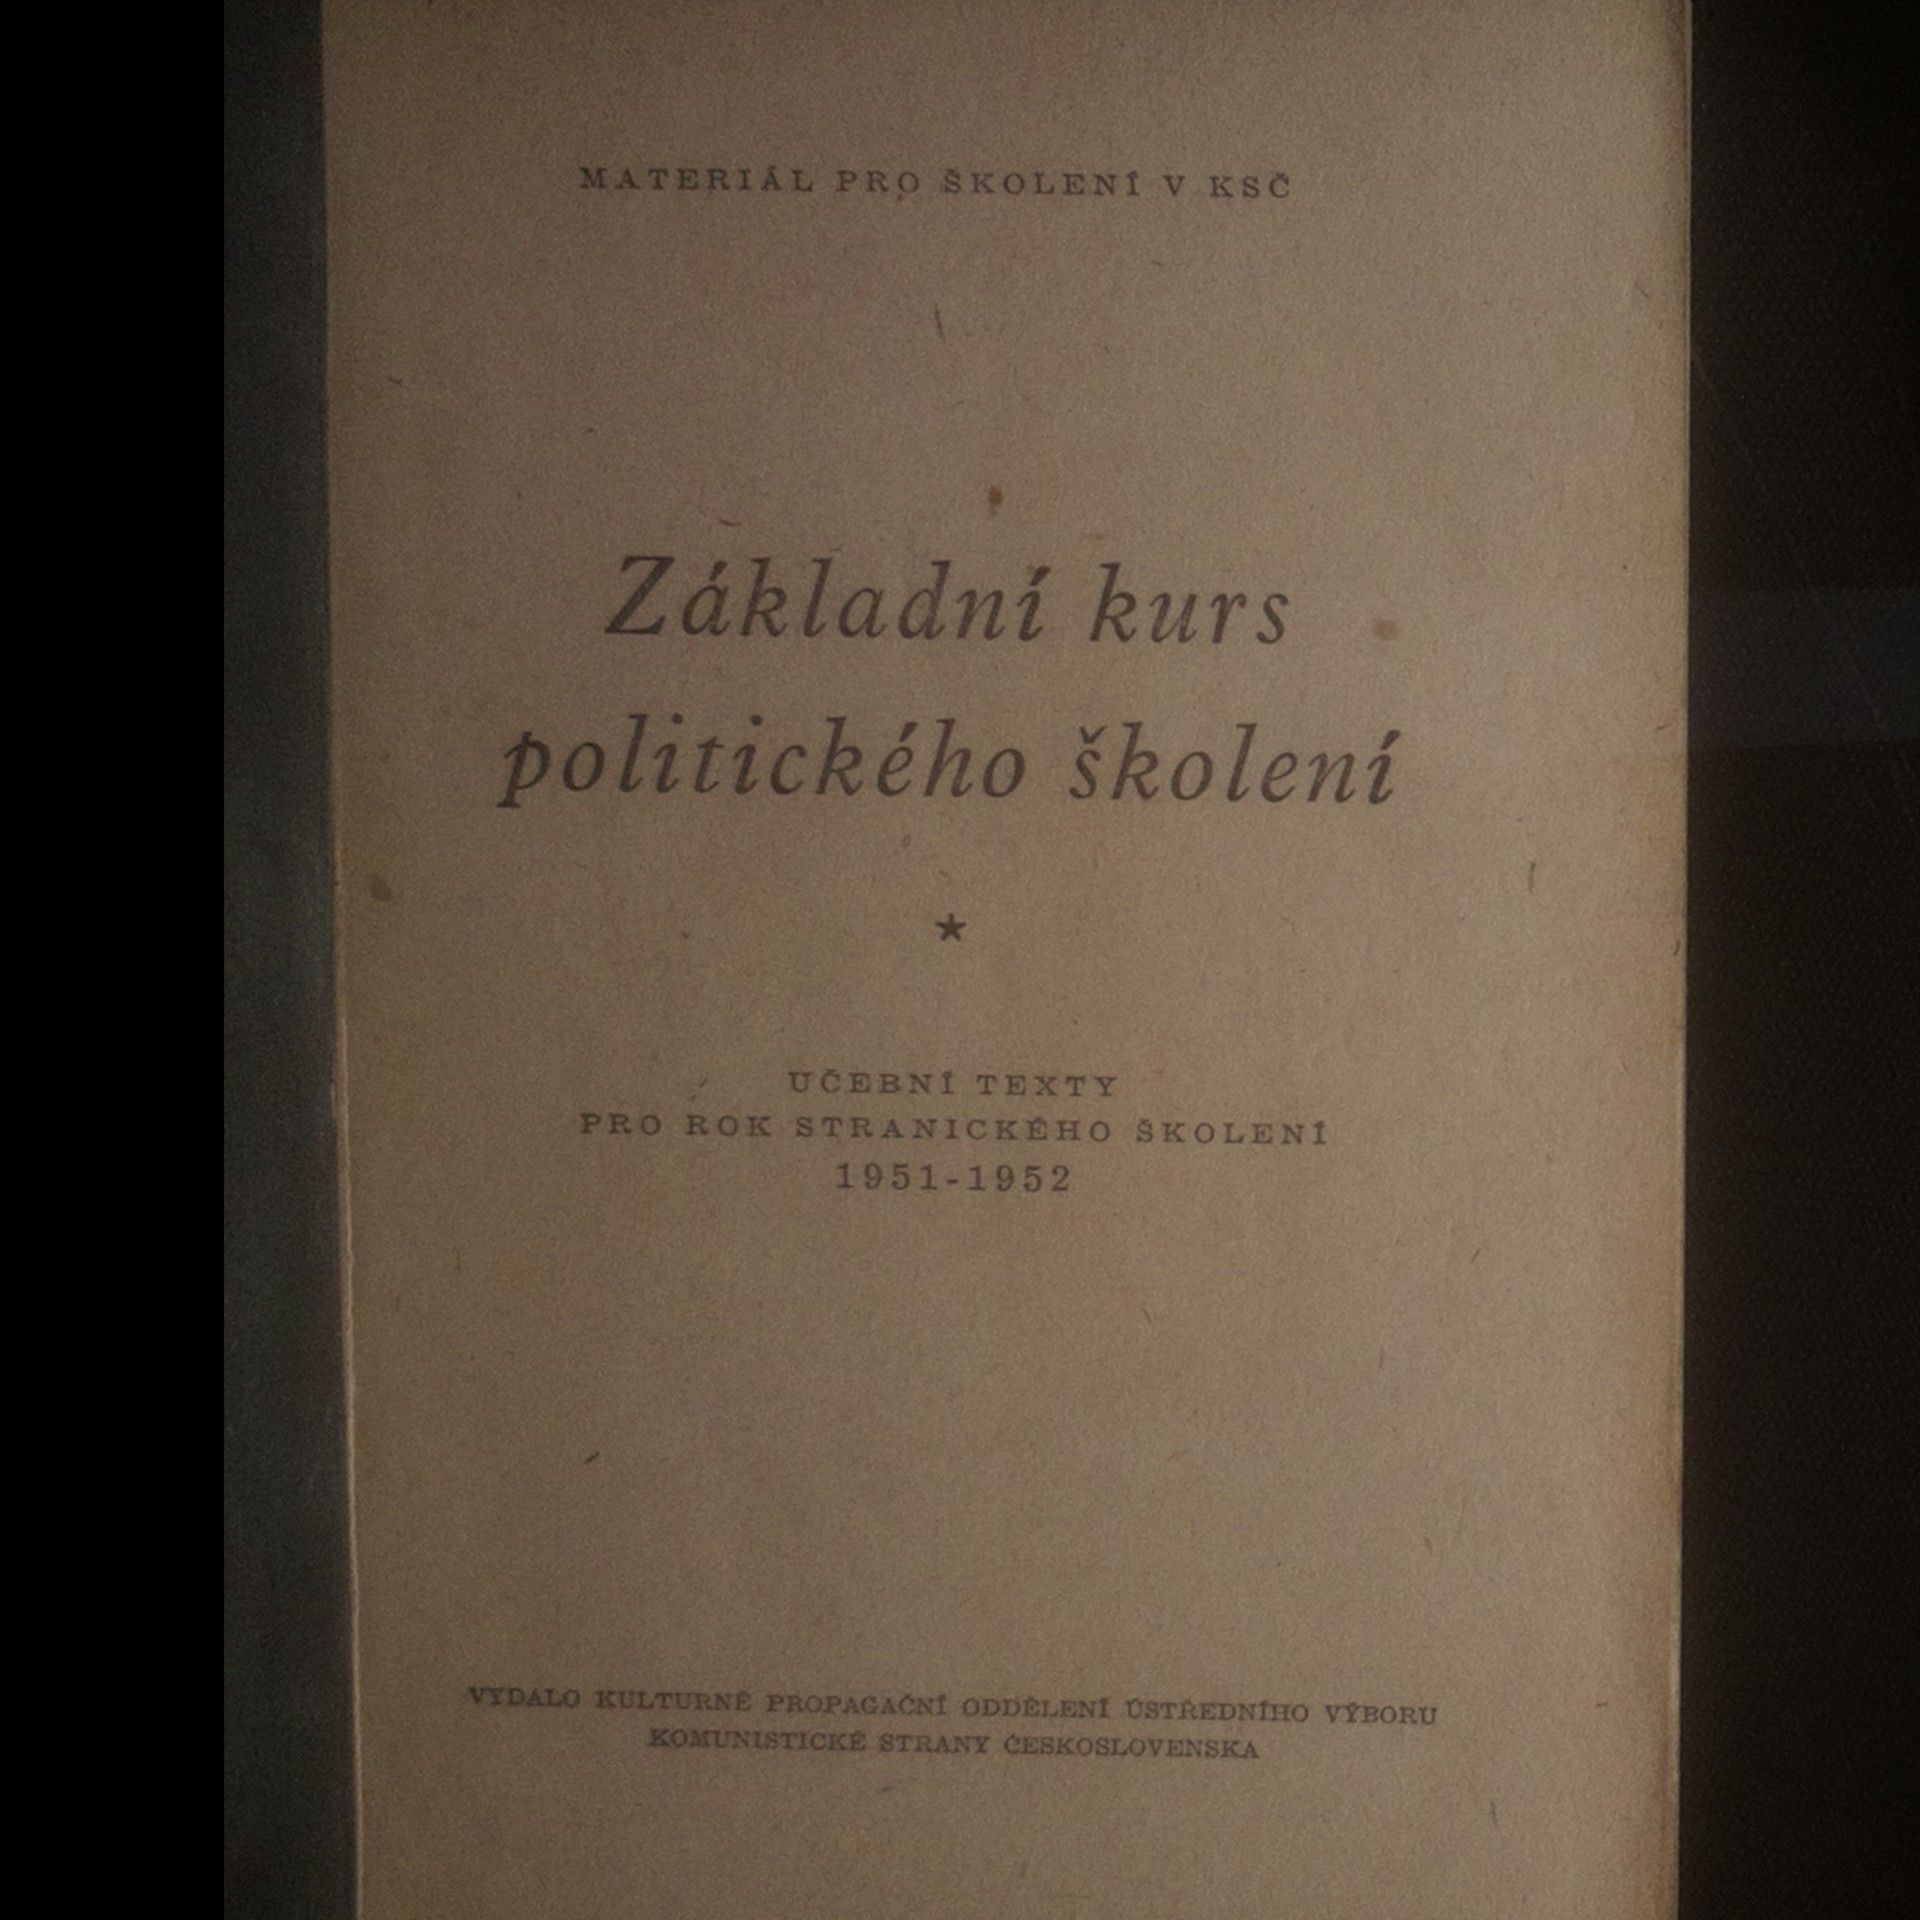 MATERIÁL PRO ŠKOLENÍ V KSČ
Základní kurs
politického školení
★
UČEBNÍ TEXTY
PRO ROK STRANICKÉHO ŠKOLENÍ
1951-1952
VYDALO KULTURNĚ PROPAGAČNÍ ODDĚLENÍ ÚSTŘEDNÍHO VÝBORU
KOMUNISTICKÉ STRANY ČESKOSLOVENSKA